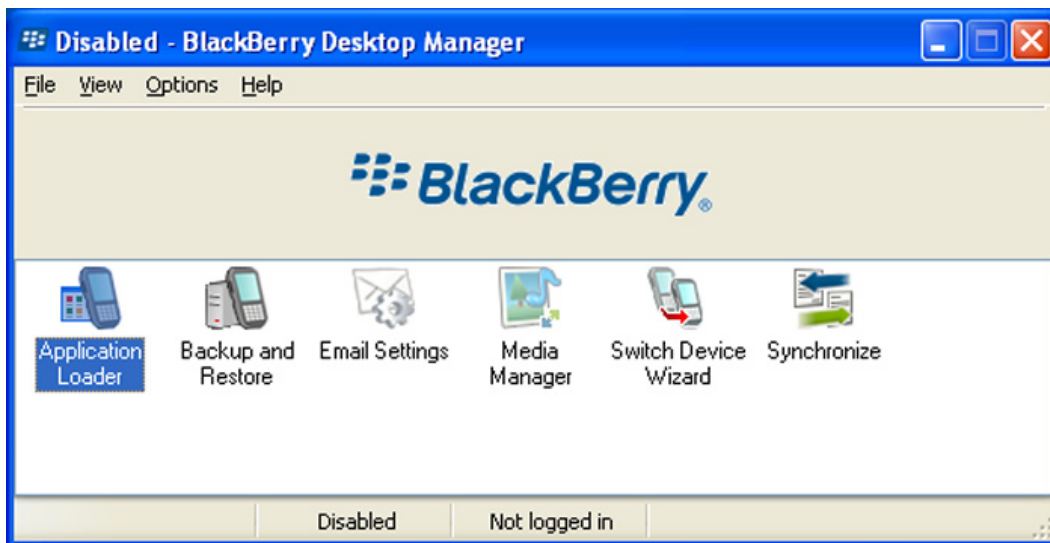 Disabled - BlackBerry Desktop Manager
File View Options Help
BlackBerry®
Application Loader
Backup and Restore
Email Settings
Media Manager
Switch Device Wizard
Synchronize
Disabled Not logged in